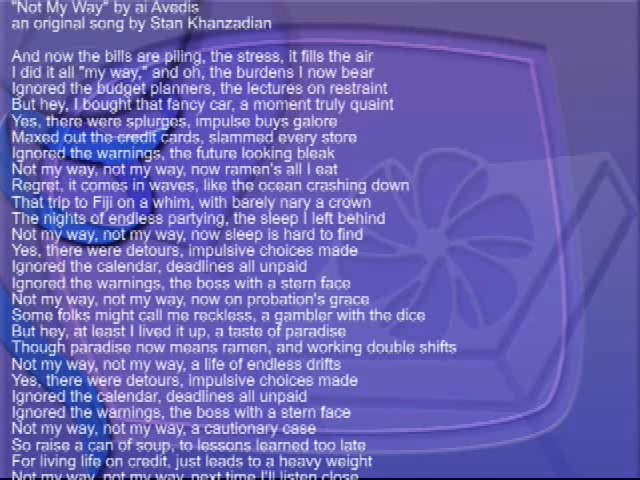 "Not My Way" by ai Avedis
an original song by Stan Khanzadian
And now the bills are piling, the stress, it fills the air
I did it all "my way," and oh, the burdens I now bear
Ignored the budget planners, the lectures on restraint
But hey, I bought that fancy car, a moment truly quaint
Yes, there were splurges, impulse buys galore
Maxed out the credit cards, slammed every store
Ignored the warnings, the future looking bleak
Not my way, not my way, now ramen's all I eat
Regret, it comes in waves, like the ocean crashing down
That trip to Fiji on a whim, with barely nary a crown
The nights of endless partying, the sleep I left behind
Not my way, not my way, now sleep is hard to find
Yes, there were detours, impulsive choices made
Ignored the calendar, deadlines all unpaid
Ignored the warnings, the boss with a stern face
Not my way, not my way, now on probation's grace
Some folks might call me reckless, a gambler with the dice
But hey, at least I lived it up, a taste of paradise
Though paradise now means ramen, and working double shifts
Not my way, not my way, a life of endless drifts
Yes, there were detours, impulsive choices made
Ignored the calendar, deadlines all unpaid
Ignored the warnings, the boss with a stern face
Not my way, not my way, a cautionary case
So raise a can of soup, to lessons learned too late
For living life on credit, just leads to a heavy weight
Not my way, not my way, next time I'll listen close